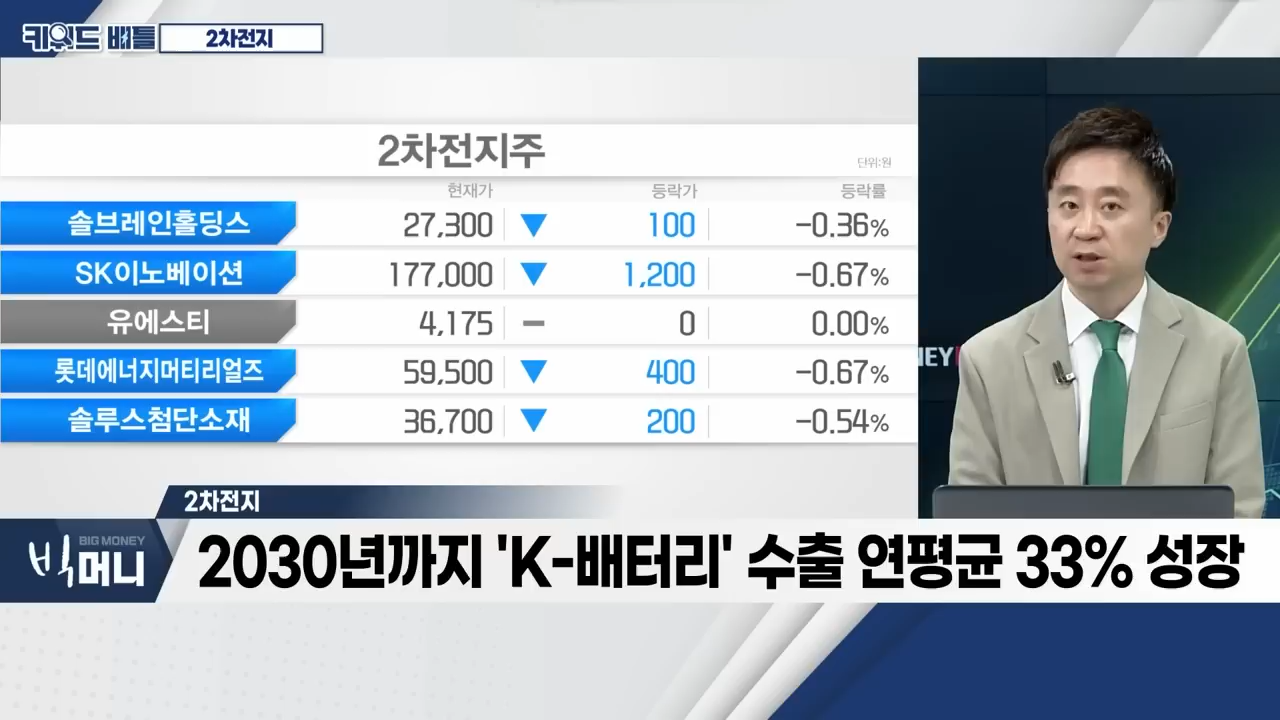 키워드 배틀 2차전지
2차전지주
단위:원
현재가 등락가 등락률
솔브레인홀딩스 27,300 ▼ 100 -0.36%
SK이노베이션 177,000 ▼ 1,200 -0.67%
유에스티 4,175 - 0 0.00%
롯데에너지머티리얼즈 59,500 ▼ 400 -0.67%
솔루스첨단소재 36,700 ▼ 200 -0.54%
NEY
2차전지
BIG MONEY
빅머니
2030년까지 'K-배터리' 수출 연평균 33% 성장